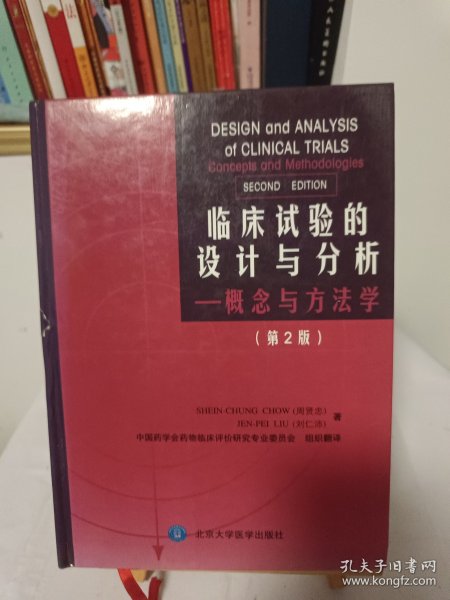 DESIGN and ANALYSIS
of CLINICAL TRIALS
Concepts and Methodologies
SECOND EDITION
临床试验的
设计与分析
—概念与方法学
(第2版)
SHEIN-CHUNG CHOW (周贤忠)
JEN-PEI LIU (刘仁沛)
著
中国药学会药物临床评价研究专业委员会 组织翻译
北京大学医学出版社
孔夫子旧书网
www.kongfz.com